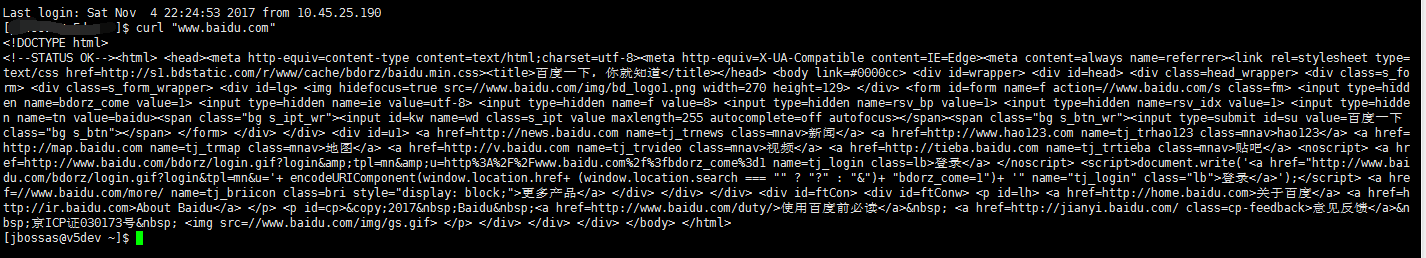 Last login: Sat Nov  4 22:24:53 2017 from 10.45.25.190
[ ]$ curl "www.baidu.com"
<!DOCTYPE html>
<!--STATUS OK--><html> <head><meta http-equiv=content-type content=text/html;charset=utf-8><meta http-equiv=X-UA-Compatible content=IE=Edge><meta content=always name=referrer><link rel=stylesheet type=
text/css href=http://s1.bdstatic.com/r/www/cache/bdorz/baidu.min.css><title>百度一下，你就知道</title></head> <body link=#0000cc> <div id=wrapper> <div id=head> <div class=head_wrapper> <div class=s_fo
rm> <div class=s_form_wrapper> <div id=lg> <img hidefocus=true src=//www.baidu.com/img/bd_logo1.png width=270 height=129> </div> <form id=form name=f action=//www.baidu.com/s class=fm> <input type=hidd
en name=bdorz_come value=1> <input type=hidden name=ie value=utf-8> <input type=hidden name=f value=8> <input type=hidden name=rsv_bp value=1> <input type=hidden name=rsv_idx value=1> <input type=hidde
n name=tn value=baidu><span class="bg s_ipt_wr"><input id=kw name=wd class=s_ipt value maxlength=255 autocomplete=off autofocus></span><span class="bg s_btn_wr"><input type=submit id=su value=百度一下 
class="bg s_btn"></span> </form> </div> </div> <div id=u1> <a href=http://news.baidu.com name=tj_trnews class=mnav>新闻</a> <a href=http://www.hao123.com name=tj_trhao123 class=mnav>hao123</a> <a href=
http://map.baidu.com name=tj_trmap class=mnav>地图</a> <a href=http://v.baidu.com name=tj_trvideo class=mnav>视频</a> <a href=http://tieba.baidu.com name=tj_trtieba class=mnav>贴吧</a> <noscript> <a hr
ef=http://www.baidu.com/bdorz/login.gif?login&amp;tpl=mn&amp;u=http%3A%2F%2Fwww.baidu.com%2f%3fbdorz_come%3d1 name=tj_login class=lb>登录</a> </noscript> <script>document.write('<a href="http://www.bai
du.com/bdorz/login.gif?login&tpl=mn&u='+ encodeURIComponent(window.location.href+ (window.location.search === "" ? "?" : "&")+ "bdorz_come=1")+ '" name="tj_login" class="lb">登录</a>');</script> <a hre
f=//www.baidu.com/more/ name=tj_briicon class=bri style="display: block;">更多产品</a> </div> </div> </div> <div id=ftCon> <div id=ftConw> <p id=lh> <a href=http://home.baidu.com>关于百度</a> <a href=
http://ir.baidu.com>About Baidu</a> </p> <p id=cp>&copy;2017&nbsp;Baidu&nbsp;<a href=http://www.baidu.com/duty/>使用百度前必读</a>&nbsp; <a href=http://jianyi.baidu.com/ class=cp-feedback>意见反馈</a>&n
bsp;京ICP证030173号&nbsp; <img src=//www.baidu.com/img/gs.gif> </p> </div> </div> </div> </body> </html>
[jbossas@v5dev ~]$